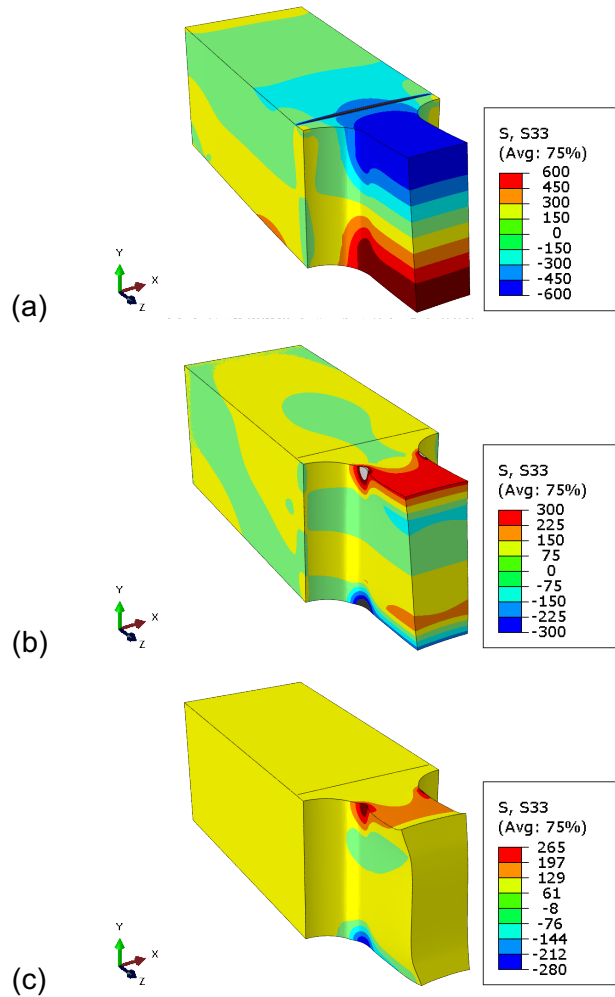 S, S33
(Avg: 75%)
600
450
300
150
0
-150
-300
-450
-600
Y
X
Z
(a)
S, S33
(Avg: 75%)
300
225
150
75
0
-75
-150
-225
-300
Y
X
Z
(b)
S, S33
(Avg: 75%)
265
197
129
61
-8
-76
-144
-212
-280
Y
X
Z
(c)